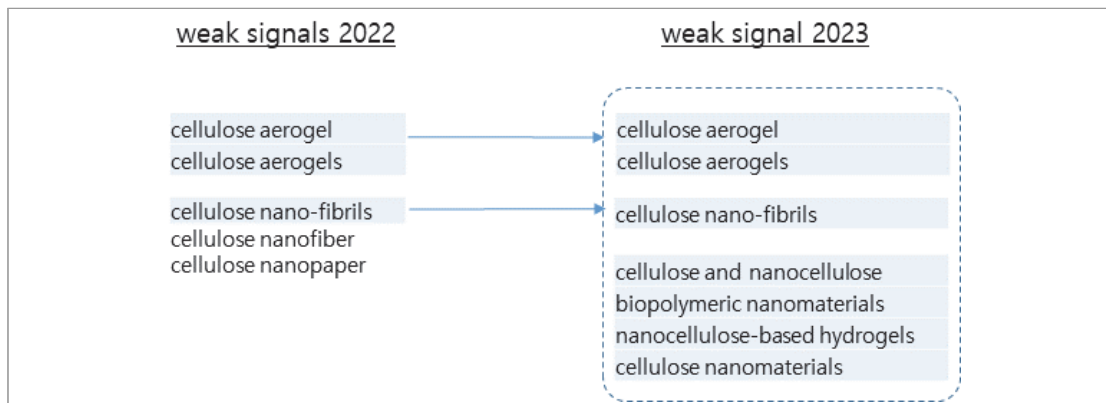 weak signals 2022
cellulose aerogel
cellulose aerogels
cellulose nano-fibrils
cellulose nanofiber
cellulose nanopaper
weak signal 2023
cellulose aerogel
cellulose aerogels
cellulose nano-fibrils
cellulose and nanocellulose
biopolymeric nanomaterials
nanocellulose-based hydrogels
cellulose nanomaterials